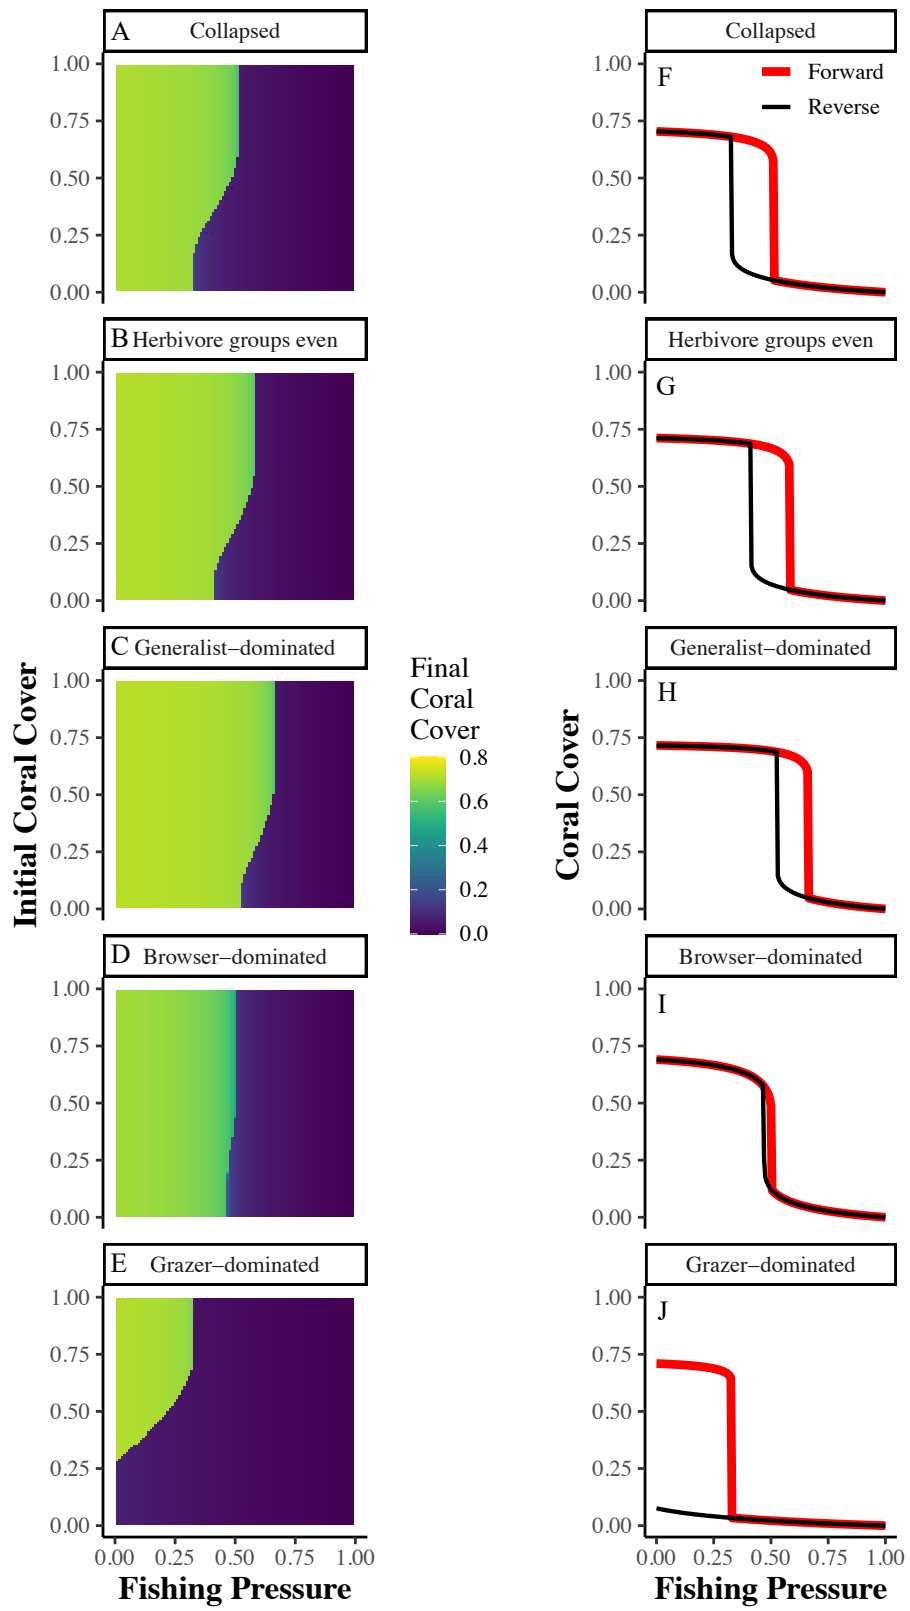 A Collapsed
1.00
0.75
0.50
0.25
0.00
B Herbivore groups even
1.00
0.75
0.50
0.25
0.00
C Generalist–dominated
1.00
0.75
0.50
0.25
0.00
D Browser–dominated
1.00
0.75
0.50
0.25
0.00
E Grazer–dominated
1.00
0.75
0.50
0.25
0.00
0.00 0.25 0.50 0.75 1.00
Fishing Pressure
Initial Coral Cover
Final
Coral
Cover
0.8
0.6
0.4
0.2
0.0
Collapsed
F
Forward
Reverse
1.00
0.75
0.50
0.25
0.00
Herbivore groups even
G
1.00
0.75
0.50
0.25
0.00
Generalist–dominated
H
1.00
0.75
0.50
0.25
0.00
Browser–dominated
I
1.00
0.75
0.50
0.25
0.00
Grazer–dominated
J
1.00
0.75
0.50
0.25
0.00
0.00 0.25 0.50 0.75 1.00
Fishing Pressure
Coral Cover